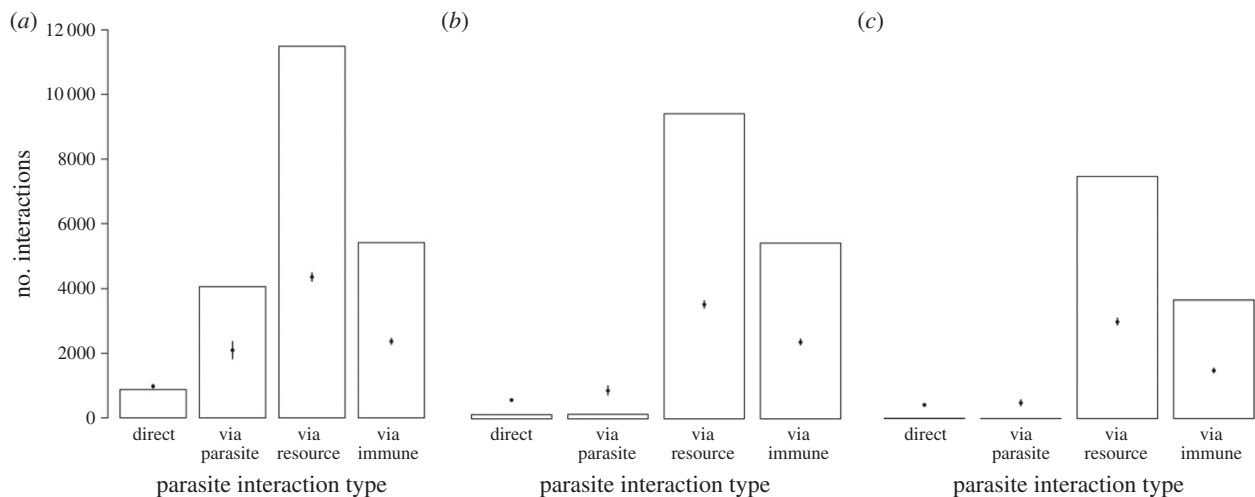 (a)
(b)
(c)
no. interactions
12 000
10 000
8000
6000
4000
2000
0
direct
via parasite
via resource
via immune
parasite interaction type
direct
via parasite
via resource
via immune
parasite interaction type
direct
via parasite
via resource
via immune
parasite interaction type